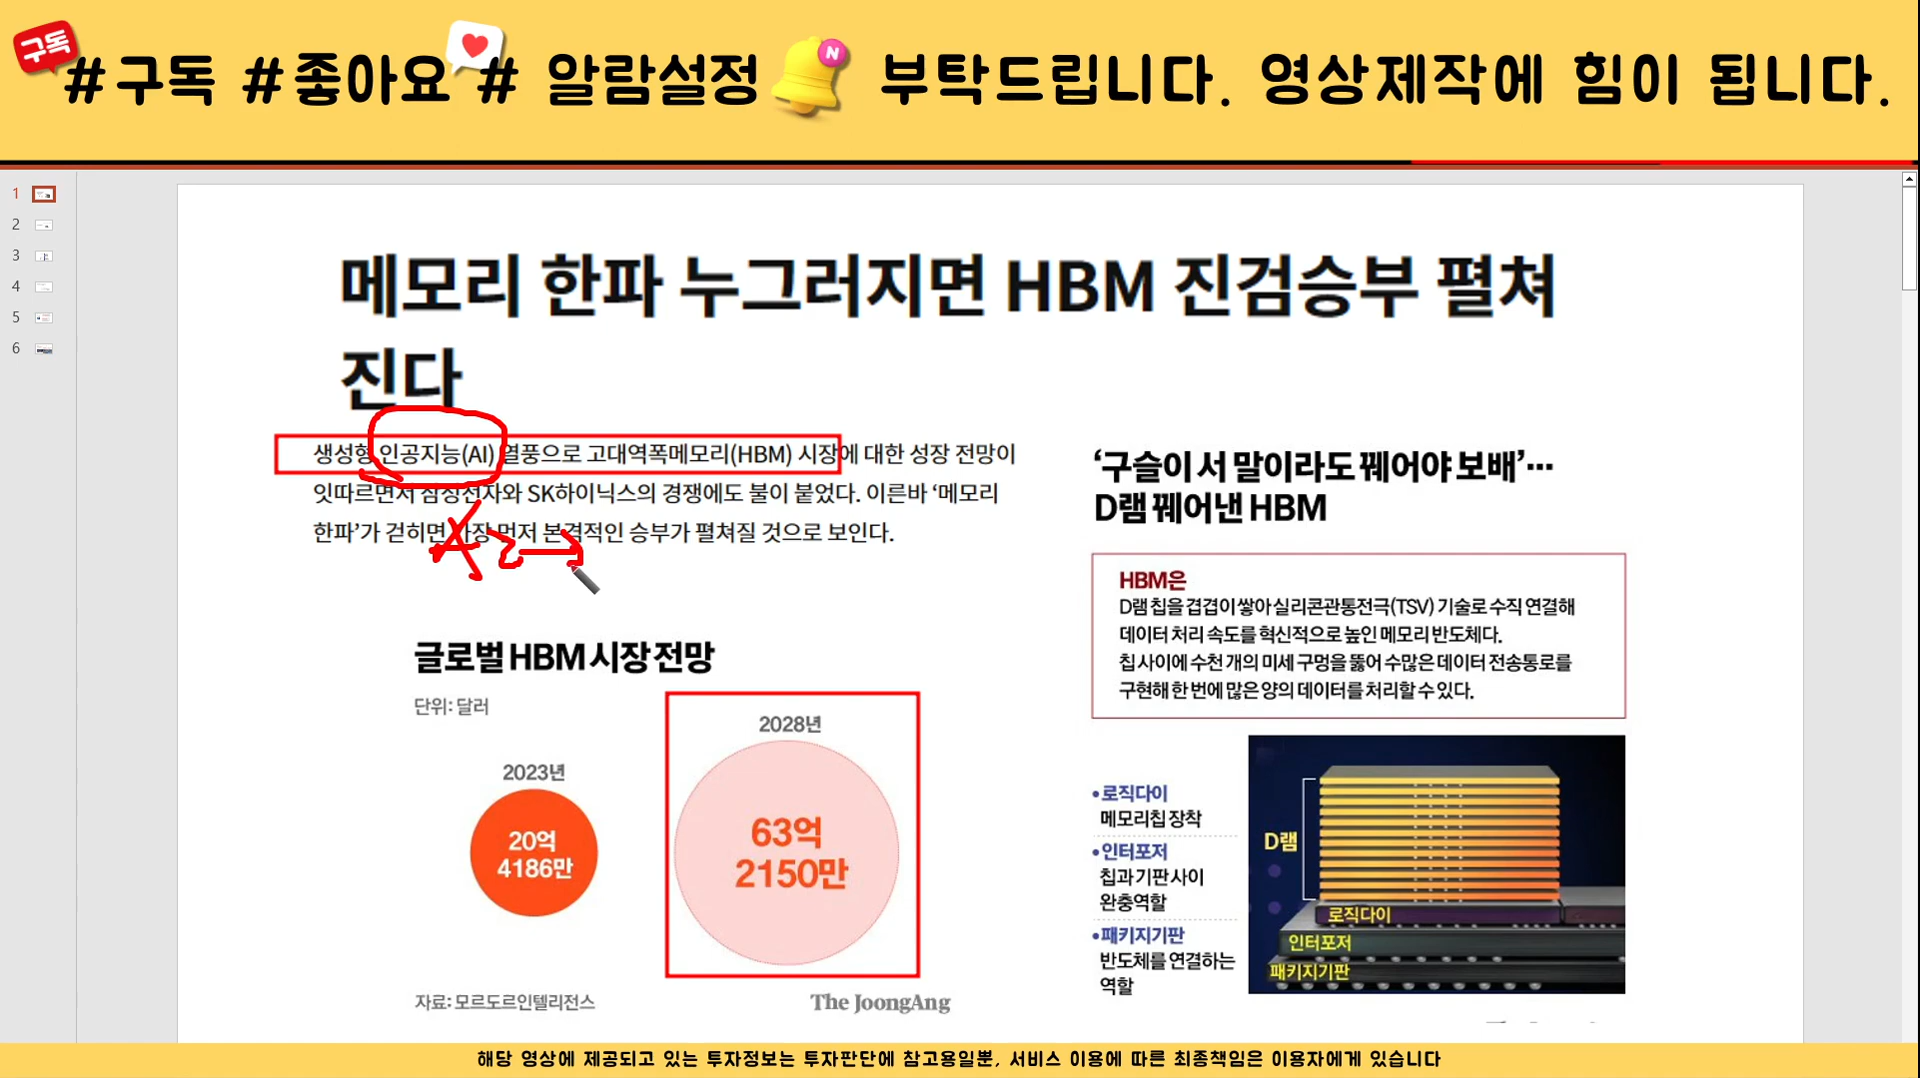 구독
#구독 #좋아요 # 알람설정 N 부탁드립니다. 영상제작에 힘이 됩니다.
1
2
3
4
5
6
메모리 한파 누그러지면 HBM 진검승부 펼쳐
진다
생성형 인공지능(AI) 열풍으로 고대역폭메모리(HBM) 시장에 대한 성장 전망이
잇따르면서 삼성전자와 SK하이닉스의 경쟁에도 불이 붙었다. 이른바 ‘메모리
한파’가 걷히면 가장 먼저 본격적인 승부가 펼쳐질 것으로 보인다.
글로벌 HBM 시장 전망
단위: 달러
2023년
20억
4186만
2028년
63억
2150만
자료: 모르도르인텔리전스
The JoongAng
‘구슬이 서 말이라도 꿰어야 보배’…
D램 꿰어낸 HBM
HBM은
D램 칩을 겹겹이 쌓아 실리콘관통전극(TSV) 기술로 수직 연결해
데이터 처리 속도를 혁신적으로 높인 메모리 반도체다.
칩 사이에 수천 개의 미세 구멍을 뚫어 수많은 데이터 전송통로를
구현해 한 번에 많은 양의 데이터를 처리할 수 있다.
•로직다이
메모리칩 장착
•인터포저
칩과 기판 사이
완충역할
•패키지기판
반도체를 연결하는
역할
D램
로직다이
인터포저
패키지기판
해당 영상에 제공되고 있는 투자정보는 투자판단에 참고용일뿐, 서비스 이용에 따른 최종책임은 이용자에게 있습니다